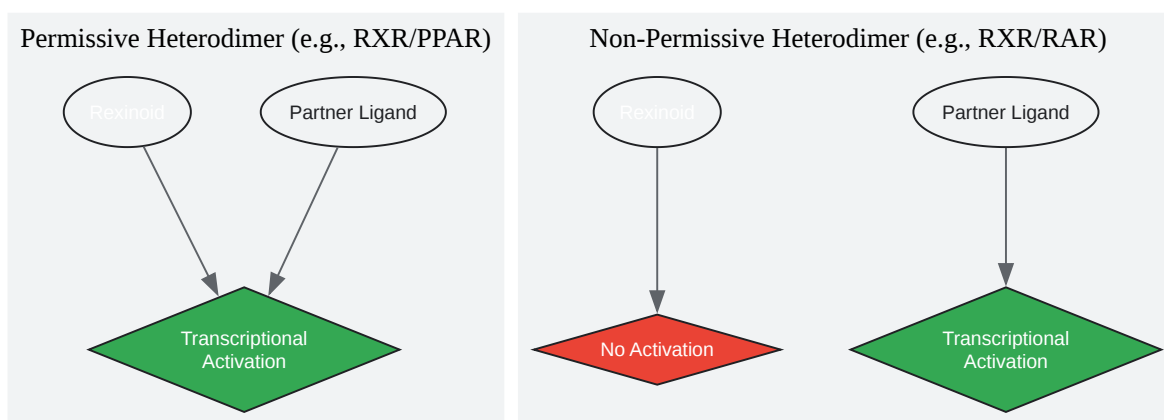 Permissive Heterodimer (e.g., RXR/PPAR)
Rexinoid
Partner Ligand
Transcriptional
Activation
Non-Permissive Heterodimer (e.g., RXR/RAR)
Rexinoid
Partner Ligand
No Activation
Transcriptional
Activation